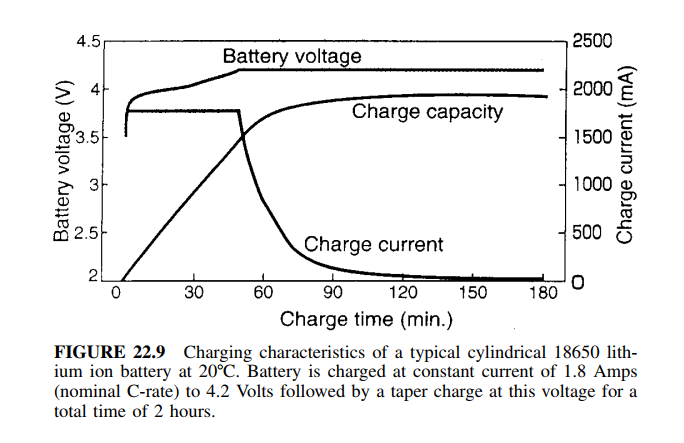 4.5
2500
Battery voltage
4
2000
Charge capacity
3.5
1500
3
1000
2.5
500
Charge current
2
0
Battery voltage (V)
Charge current (mA)
0 30 60 90 120 150 180
Charge time (min.)
FIGURE 22.9 Charging characteristics of a typical cylindrical 18650 lith-
ium ion battery at 20°C. Battery is charged at constant current of 1.8 Amps
(nominal C-rate) to 4.2 Volts followed by a taper charge at this voltage for a
total time of 2 hours.